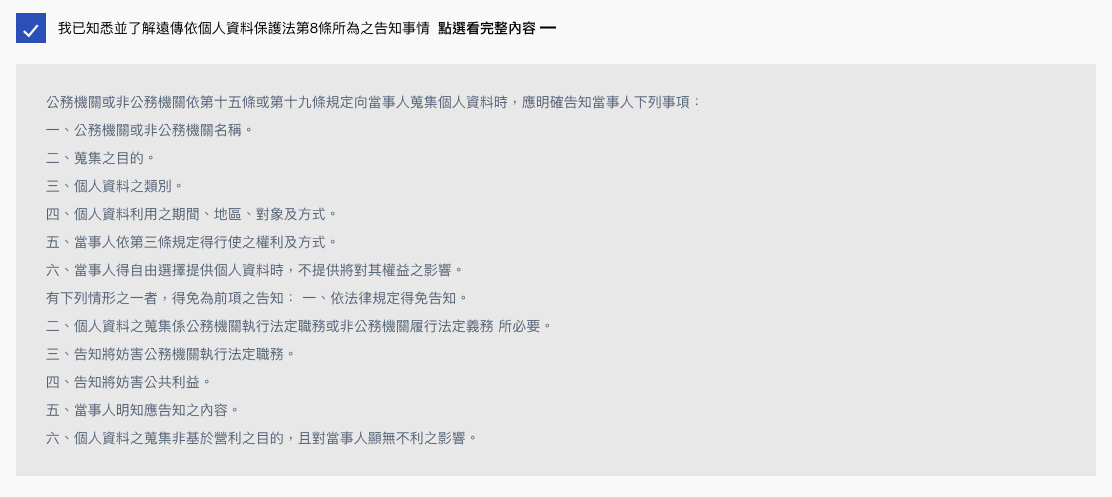 我已知悉並了解遠傳依個人資料保護法第8條所為之告知事情 點選看完整內容 —
公務機關或非公務機關依第十五條或第十九條規定向當事人蒐集個人資料時，應明確告知當事人下列事項：
一、公務機關或非公務機關名稱。
二、蒐集之目的。
三、個人資料之類別。
四、個人資料利用之期間、地區、對象及方式。
五、當事人依第三條規定得行使之權利及方式。
六、當事人得自由選擇提供個人資料時，不提供將對其權益之影響。
有下列情形之一者，得免為前項之告知： 一、依法律規定得免告知。
二、個人資料之蒐集係公務機關執行法定職務或非公務機關履行法定義務 所必要。
三、告知將妨害公務機關執行法定職務。
四、告知將妨害公共利益。
五、當事人明知應告知之內容。
六、個人資料之蒐集非基於營利之目的，且對當事人顯無不利之影響。